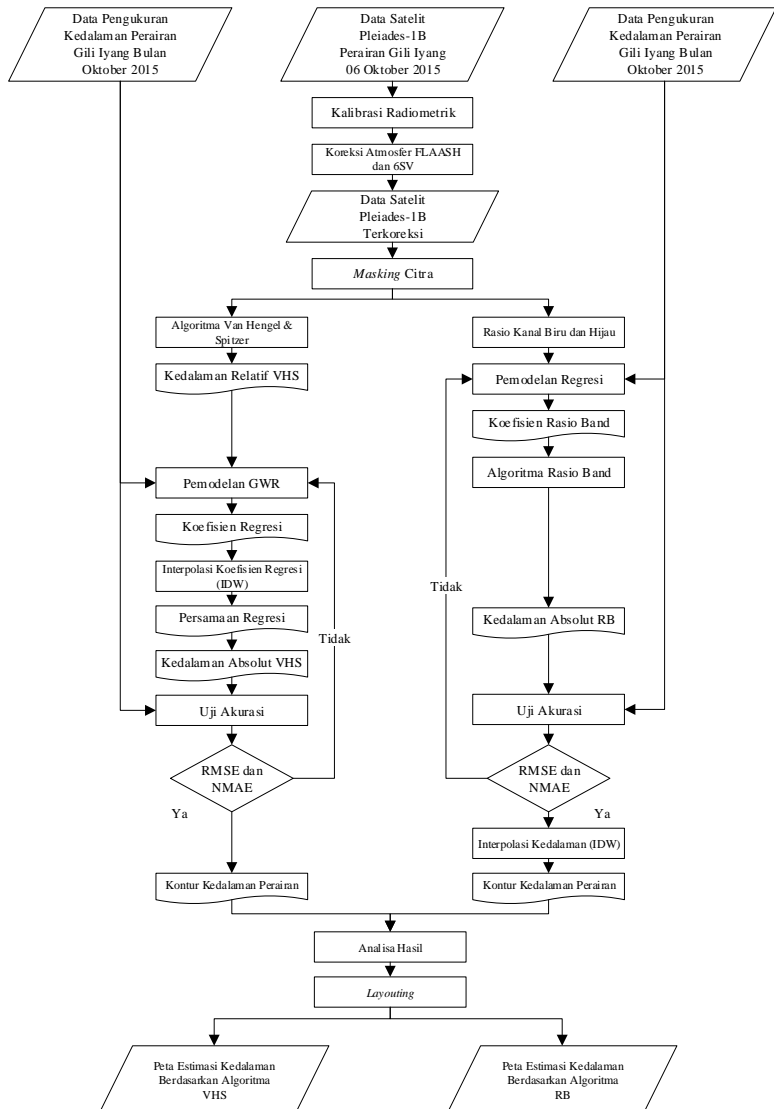 Data Pengukuran
Kedalaman Perairan
Gili Iyang Bulan
Oktober 2015
Data Satelit
Pleiades-1B
Perairan Gili Iyang
06 Oktober 2015
Data Pengukuran
Kedalaman Perairan
Gili Iyang Bulan
Oktober 2015
Kalibrasi Radiometrik
Koreksi Atmosfer FLAASH
dan 6SV
Data Satelit
Pleiades-1B
Terkoreksi
Masking Citra
Algoritma Van Hengel &
Spitzer
Kedalaman Relatif VHS
Rasio Kanal Biru dan Hijau
Pemodelan Regresi
Koefisien Rasio Band
Algoritma Rasio Band
Pemodelan GWR
Koefisien Regresi
Interpolasi Koefisien Regresi
(IDW)
Persamaan Regresi
Kedalaman Absolut VHS
Uji Akurasi
RMSE dan
NMAE
Tidak
Ya
Tidak
Kedalaman Absolut RB
Uji Akurasi
RMSE dan
NMAE
Ya
Interpolasi Kedalaman (IDW)
Kontur Kedalaman Perairan
Kontur Kedalaman Perairan
Analisa Hasil
Layouting
Peta Estimasi Kedalaman
Berdasarkan Algoritma
VHS
Peta Estimasi Kedalaman
Berdasarkan Algoritma
RB